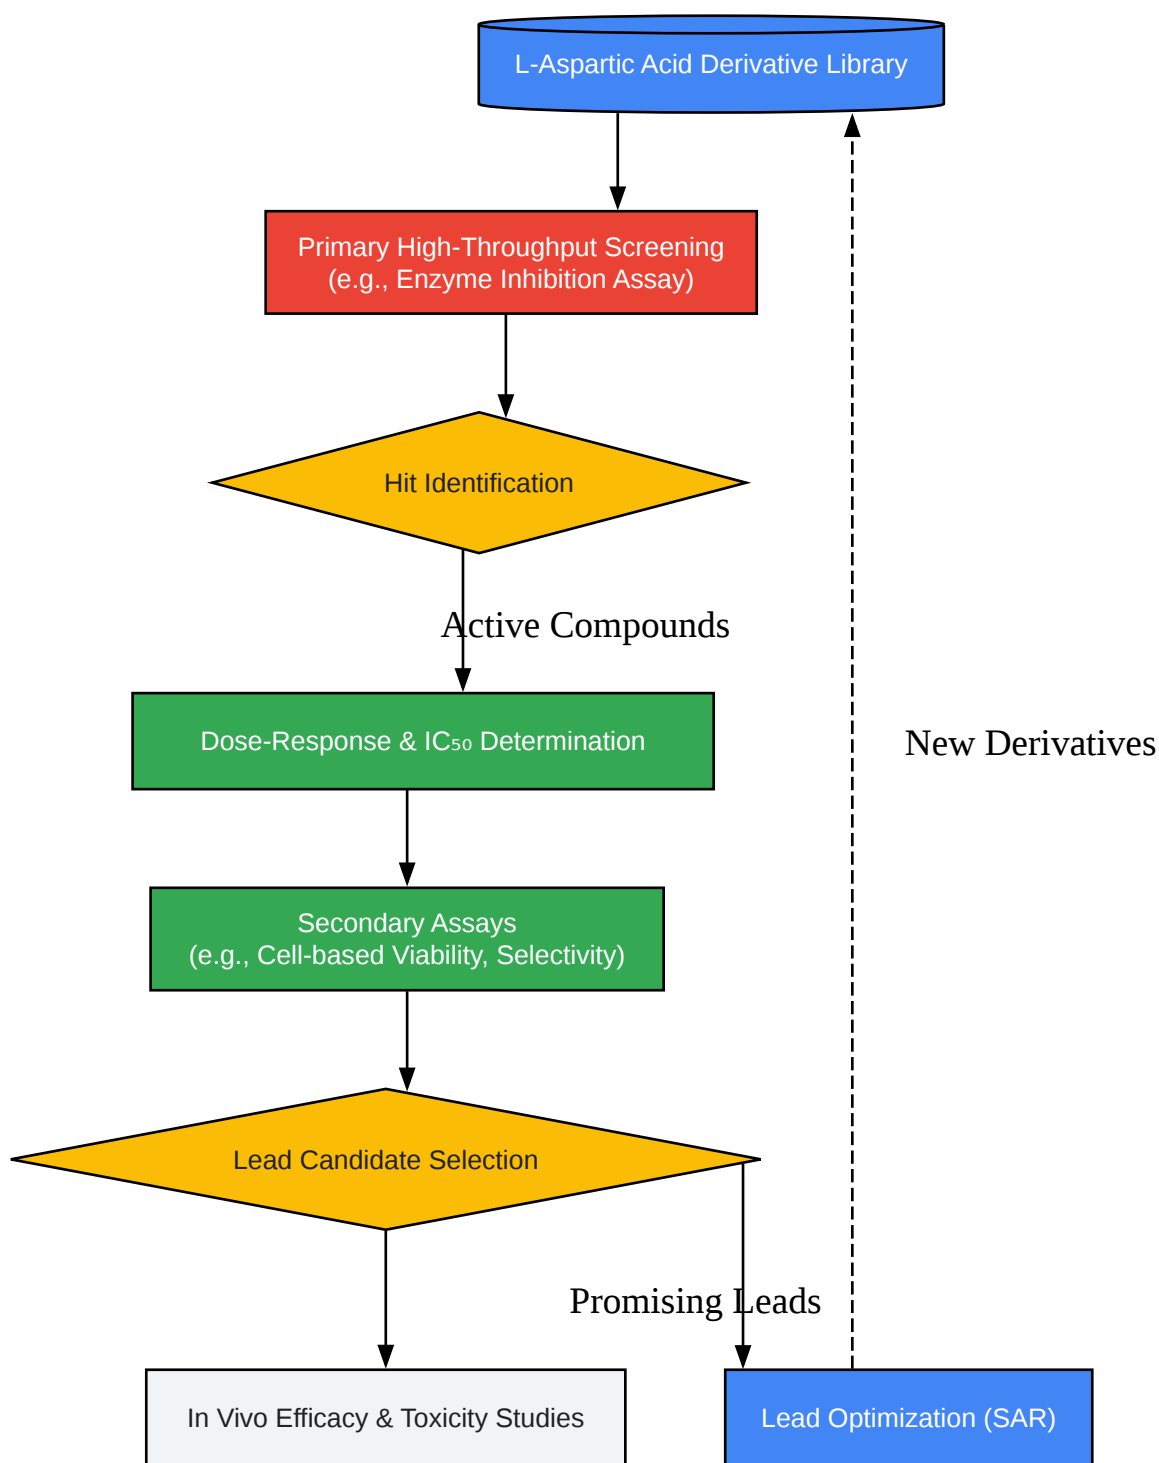 L-Aspartic Acid Derivative Library
Primary High-Throughput Screening
(e.g., Enzyme Inhibition Assay)
Hit Identification
Active Compounds
Dose-Response & IC₅₀ Determination
New Derivatives
Secondary Assays
(e.g., Cell-based Viability, Selectivity)
Lead Candidate Selection
Promising Leads
In Vivo Efficacy & Toxicity Studies
Lead Optimization (SAR)